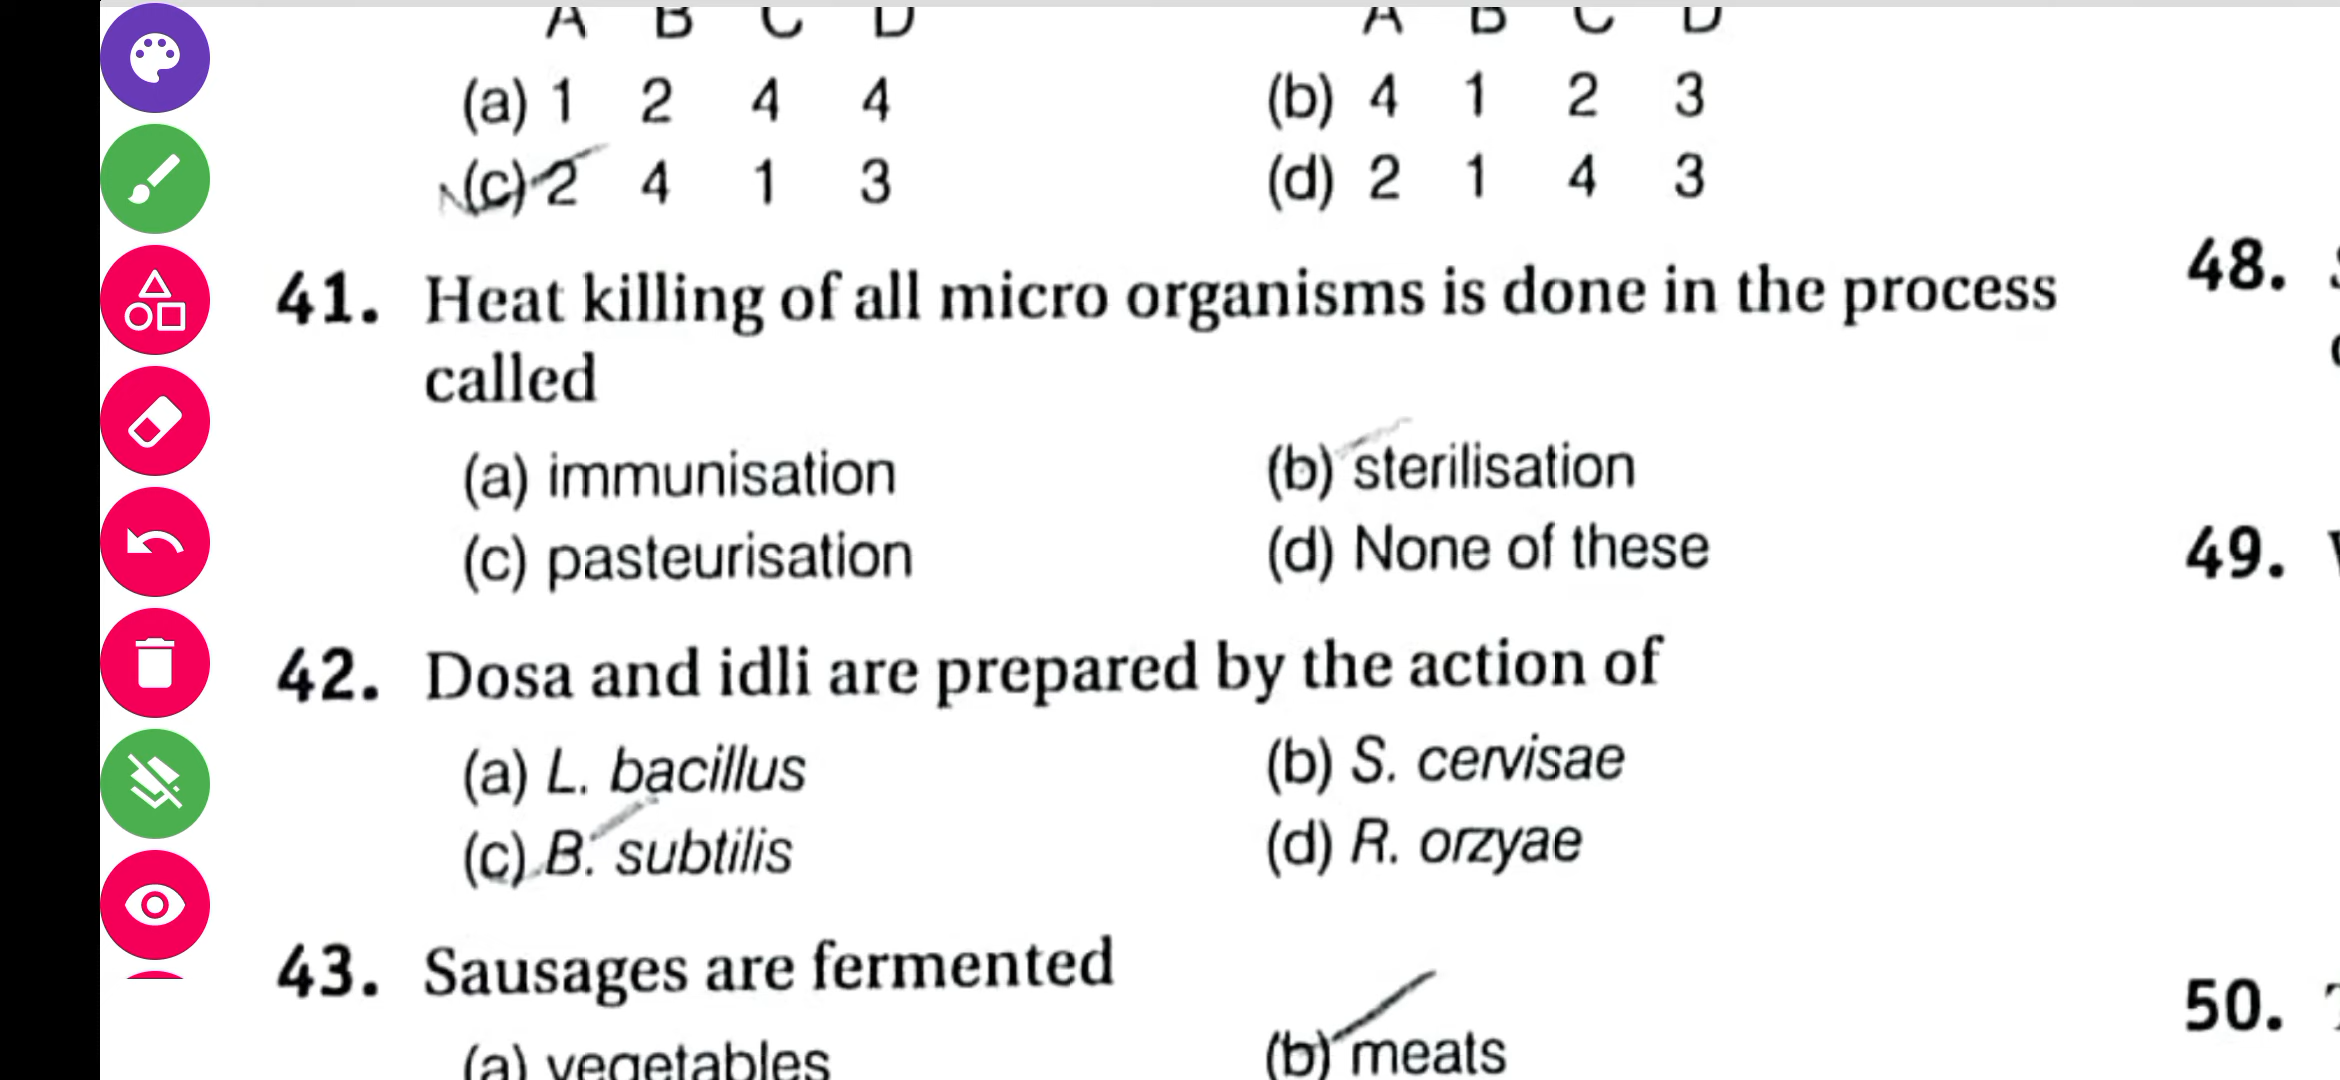 A B C D
A B C D
(a) 1 2 4 4
(b) 4 1 2 3
(c) 2 4 1 3
(d) 2 1 4 3
41. Heat killing of all micro organisms is done in the process
called
(a) immunisation
(b) sterilisation
(c) pasteurisation
(d) None of these
42. Dosa and idli are prepared by the action of
(a) L. bacillus
(b) S. cervisae
(c) B. subtilis
(d) R. orzyae
43. Sausages are fermented
(a) vegetables
(b) meats
48.
49.
50.